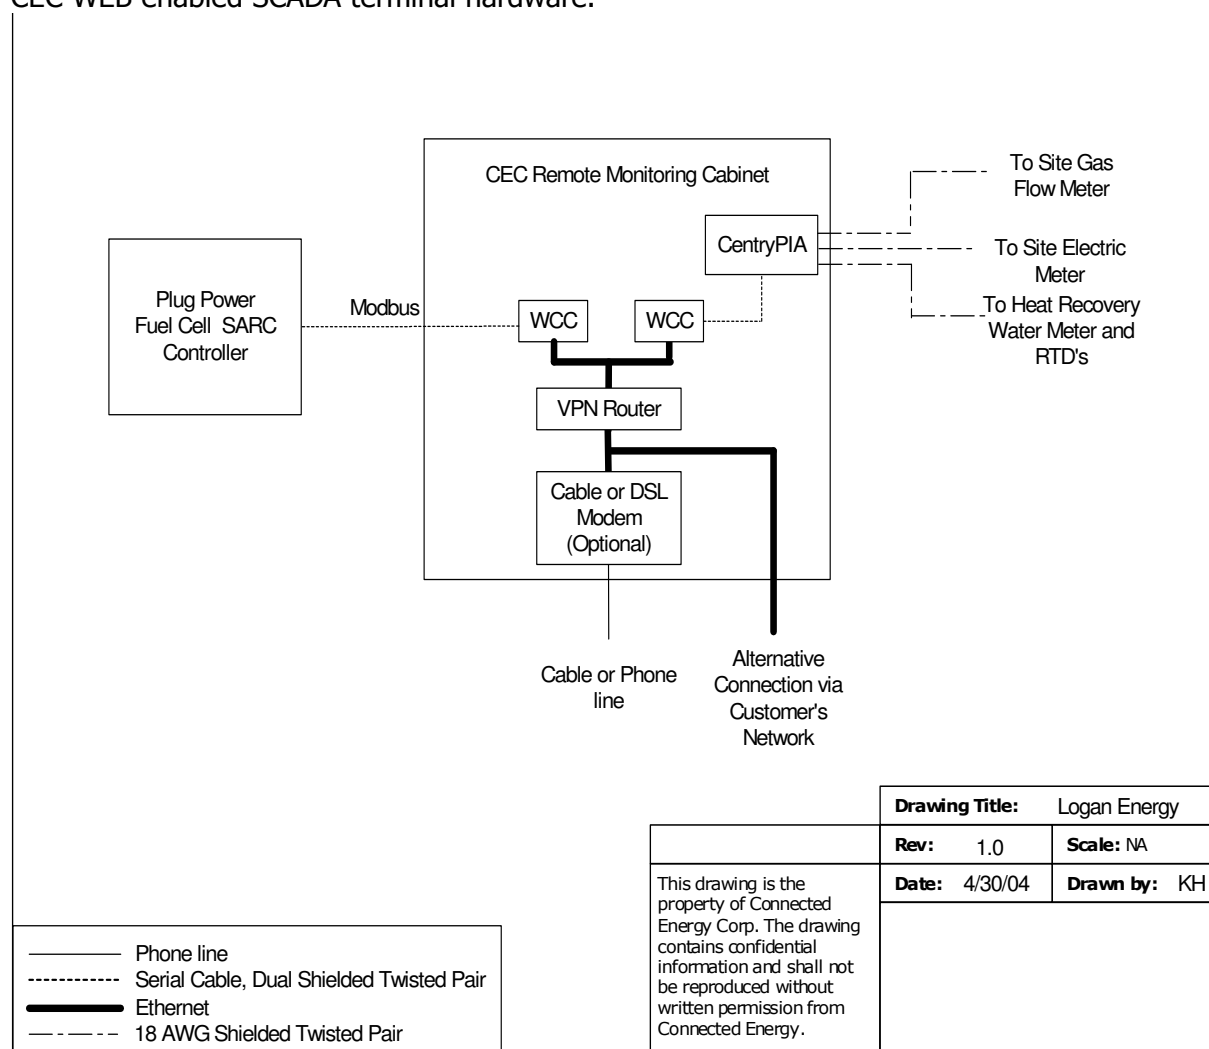 CEC WEB enabled SCADA terminal hardware.
CEC Remote Monitoring Cabinet
To Site Gas
Flow Meter
CentryPIA
To Site Electric
Meter
Plug Power
Fuel Cell SARC
Controller
Modbus
WCC
WCC
To Heat Recovery
Water Meter and
RTD's
VPN Router
Cable or DSL
Modem
(Optional)
Cable or Phone
line
Alternative
Connection via
Customer's
Network
Drawing Title: Logan Energy
Rev: 1.0 Scale: NA
Date: 4/30/04 Drawn by: KH
This drawing is the
property of Connected
Energy Corp. The drawing
contains confidential
information and shall not
be reproduced without
written permission from
Connected Energy.
Phone line
Serial Cable, Dual Shielded Twisted Pair
Ethernet
18 AWG Shielded Twisted Pair